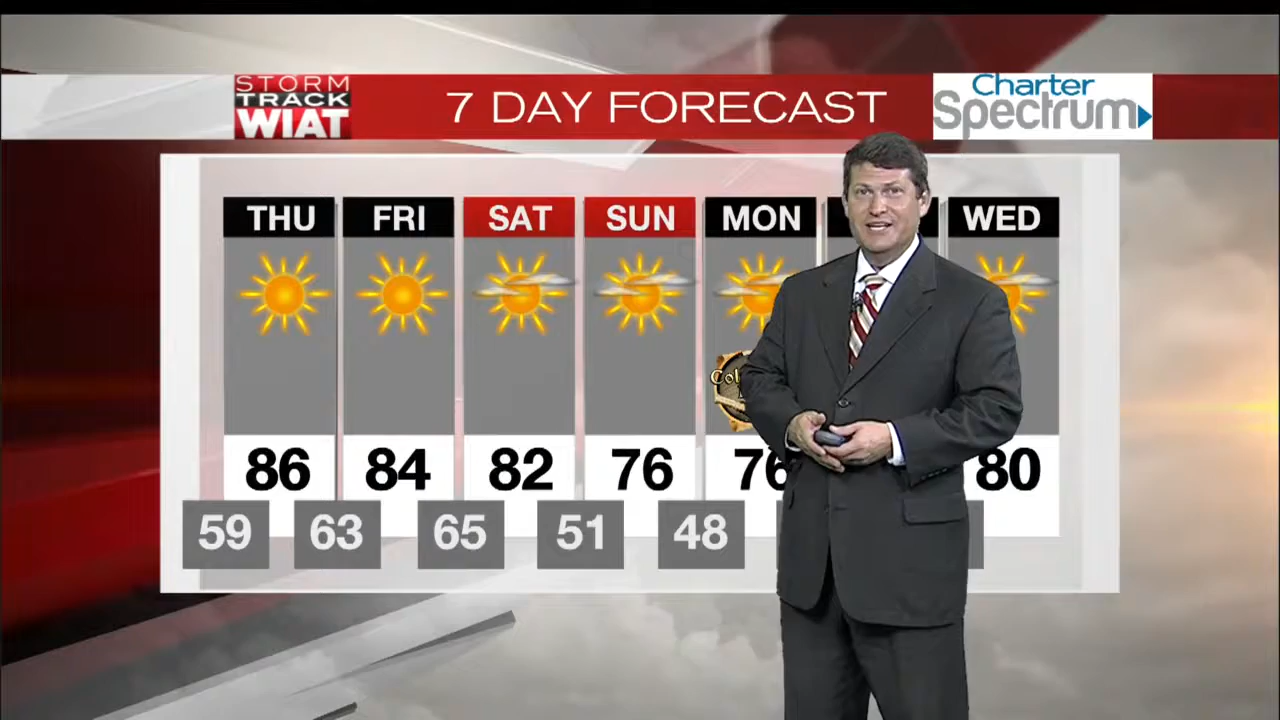 STORM
TRACK
WIAT
7 DAY FORECAST
Charter
Spectrum
THU FRI SAT SUN MON WED
86 84 82 76 76 80
59 63 65 51 48